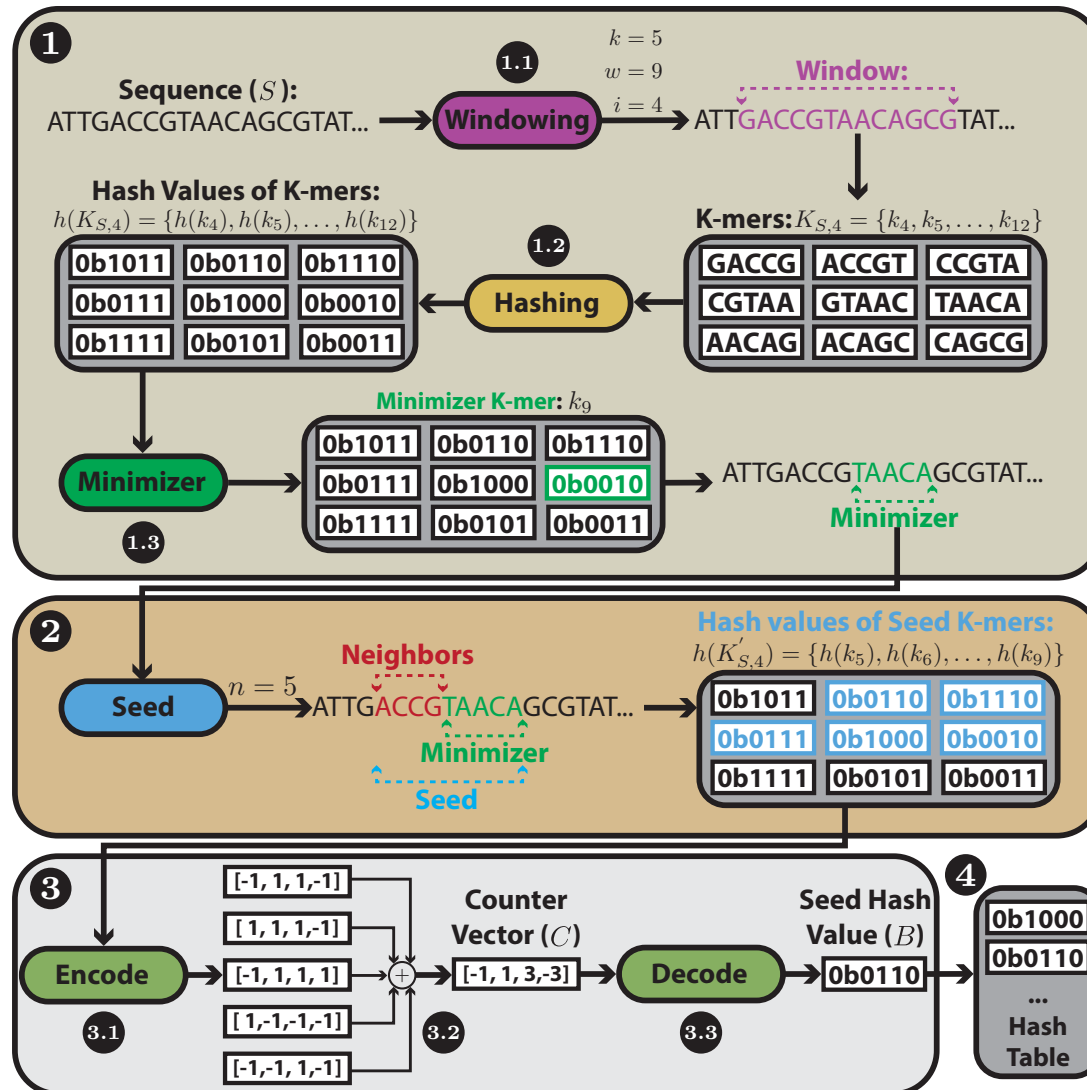 1
1.1
k = 5
w = 9
i = 4
Sequence (S):
ATTGACCGTAACAGCGTAT...
Windowing
Window:
ATTGACCGTAACAGCGTAT...
Hash Values of K-mers:
h(K_{S,4}) = {h(k_4), h(k_5), . . . , h(k_{12})}
0b1011 0b0110 0b1110
0b0111 0b1000 0b0010
0b1111 0b0101 0b0011
1.2
Hashing
K-mers: K_{S,4} = {k_4, k_5, . . . , k_{12}}
GACCG ACCGT CCGTA
CGTAA GTAAC TAACA
AACAG ACAGC CAGCG
Minimizer
1.3
Minimizer K-mer: k_9
0b1011 0b0110 0b1110
0b0111 0b1000 0b0010
0b1111 0b0101 0b0011
ATTGACCGTAACAGCGTAT...
Minimizer
2
Seed
n = 5
Neighbors
ATTGACCGTAACAGCGTAT...
Minimizer
Seed
Hash values of Seed K-mers:
h(K'_{S,4}) = {h(k_5), h(k_6), . . . , h(k_9)}
0b1011 0b0110 0b1110
0b0111 0b1000 0b0010
0b1111 0b0101 0b0011
3
Encode
3.1
[-1, 1, 1,-1]
[ 1, 1, 1,-1]
[-1, 1, 1, 1]
[ 1,-1,-1,-1]
[-1,-1, 1,-1]
+
3.2
Counter
Vector (C)
[-1, 1, 3,-3]
Decode
3.3
Seed Hash
Value (B)
0b0110
4
0b1000
0b0110
...
Hash
Table